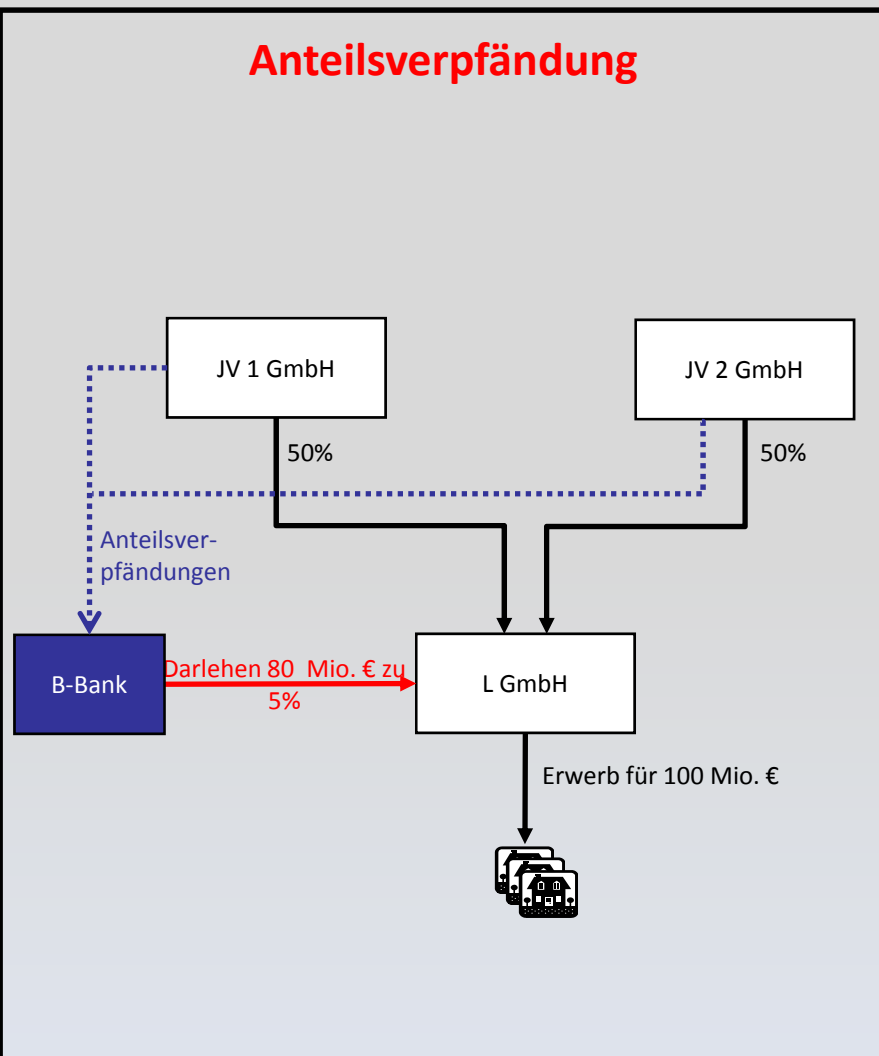 Anteilsverpfändung
JV 1 GmbH
JV 2 GmbH
50%
50%
Anteilsver-
pfändungen
B-Bank
Darlehen 80 Mio. € zu
5%
L GmbH
Erwerb für 100 Mio. €